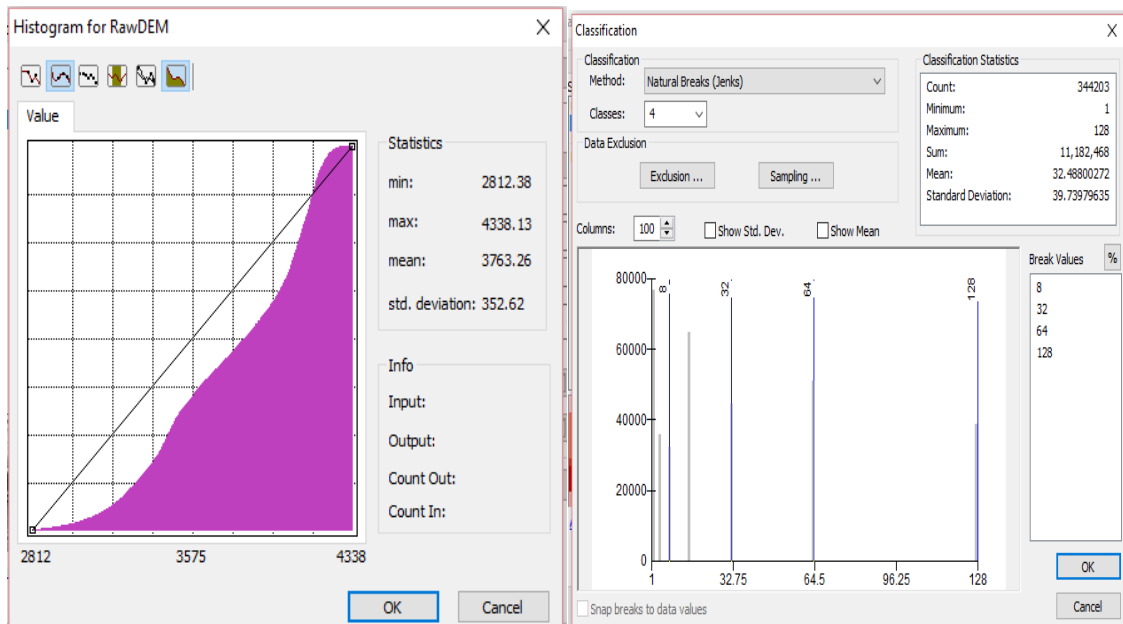 Histogram for RawDEM
Value
Statistics
min: 2812.38
max: 4338.13
mean: 3763.26
std. deviation: 352.62
Info
Input:
Output:
Count Out:
Count In:
2812 3575 4338
OK Cancel
Classification
Classification
Method: Natural Breaks (Jenks)
Classes: 4
Data Exclusion
Exclusion ... Sampling ...
Classification Statistics
Count: 344203
Minimum: 1
Maximum: 128
Sum: 11,182,468
Mean: 32.48800272
Standard Deviation: 39.73979635
Columns: 100 Show Std. Dev. Show Mean
Break Values %
8
32
64
128
80000
60000
40000
20000
0
8 32 64 128
1 32.75 64.5 96.25 128
Snap breaks to data values
OK
Cancel